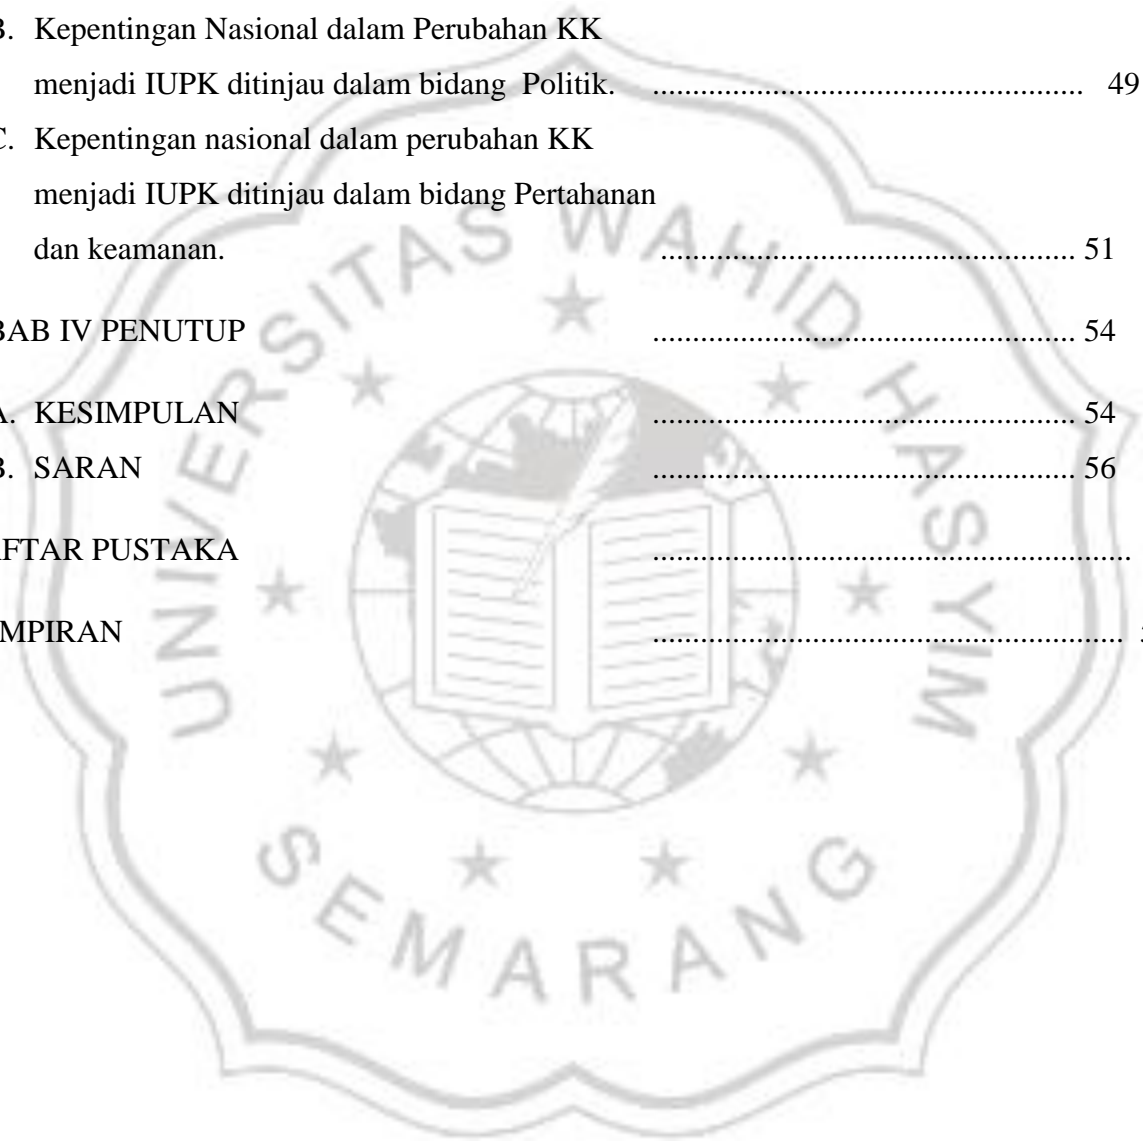 B. Kepentingan Nasional dalam Perubahan KK
menjadi IUPK ditinjau dalam bidang  Politik. ...................................................... 49
C. Kepentingan nasional dalam perubahan KK
menjadi IUPK ditinjau dalam bidang Pertahanan
dan keamanan. .................................................... 51
BAB IV PENUTUP ..................................................... 54
A. KESIMPULAN ..................................................... 54
B. SARAN ..................................................... 56
AFTAR PUSTAKA ............................................................
MPIRAN ...........................................................
UNIVERSITAS WAHID HASYIM
SEMARANG